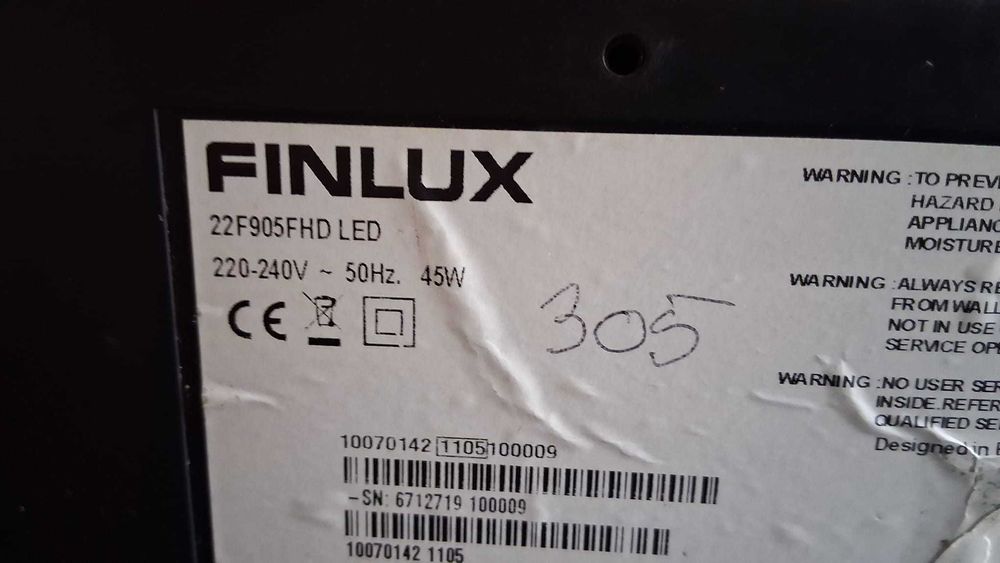 FINLUX
22F905FHD LED
220-240V ~ 50Hz. 45W
CE
305
10070142 1105 100009
-SN: 6712719 100009
10070142 1105
WARNING :TO PREV
HAZARD
APPLIANC
MOISTURE
WARNING :ALWAYS RE
FROM WALL
NOT IN USE
SERVICE OP
WARNING :NO USER SER
INSIDE.REFER
QUALIFIED SE
Designed in